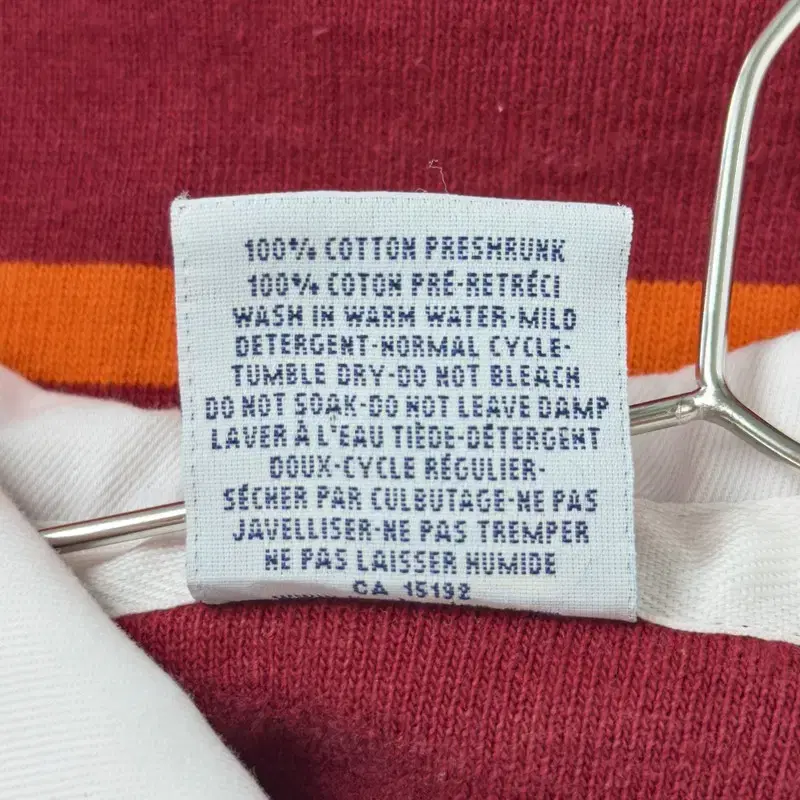 100% COTTON PRESHRUNK
100% COTON PRÉ-RETRÉCI
WASH IN WARM WATER-MILD
DETERGENT-NORMAL CYCLE-
TUMBLE DRY-DO NOT BLEACH
DO NOT SOAK-DO NOT LEAVE DAMP
LAVER À L'EAU TIÈDE-DÉTERGENT
DOUX-CYCLE RÉGULIER-
SÉCHER PAR CULBUTAGE-NE PAS
JAVELLISER-NE PAS TREMPER
NE PAS LAISSER HUMIDE
CA 15192